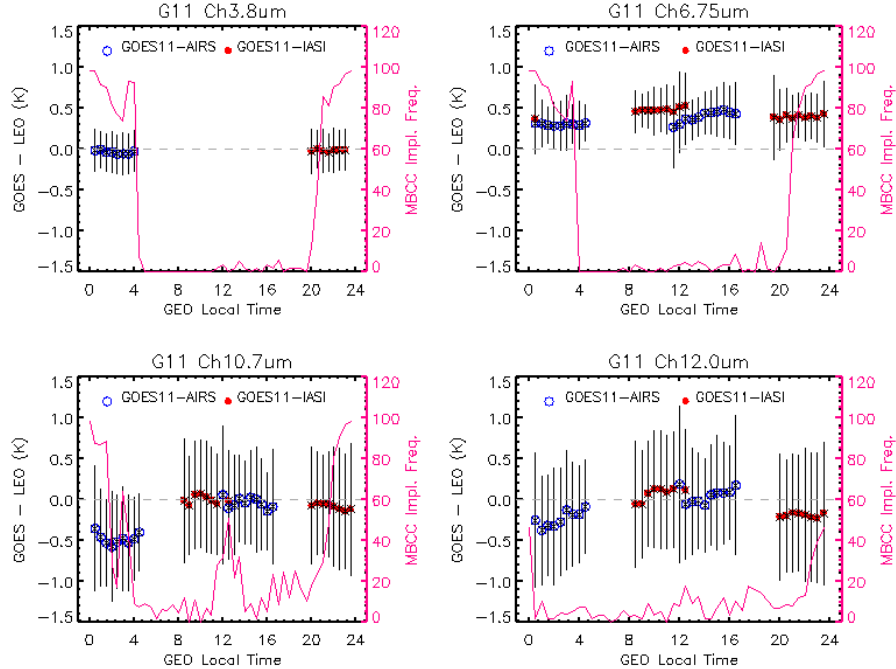 G11 Ch3.8um
GOES11-AIRS GOES11-IASI
GOES - LEO (K)
1.5
1.0
0.5
0.0
-0.5
-1.0
-1.5
120
100
80
60
40
20
0
MBCC Impl. Freq.
0 4 8 12 16 20 24
GEO Local Time
G11 Ch6.75um
GOES11-AIRS GOES11-IASI
GOES - LEO (K)
1.5
1.0
0.5
0.0
-0.5
-1.0
-1.5
120
100
80
60
40
20
0
MBCC Impl. Freq.
0 4 8 12 16 20 24
GEO Local Time
G11 Ch10.7um
GOES11-AIRS GOES11-IASI
GOES - LEO (K)
1.5
1.0
0.5
0.0
-0.5
-1.0
-1.5
120
100
80
60
40
20
0
MBCC Impl. Freq.
0 4 8 12 16 20 24
GEO Local Time
G11 Ch12.0um
GOES11-AIRS GOES11-IASI
GOES - LEO (K)
1.5
1.0
0.5
0.0
-0.5
-1.0
-1.5
120
100
80
60
40
20
0
MBCC Impl. Freq.
0 4 8 12 16 20 24
GEO Local Time